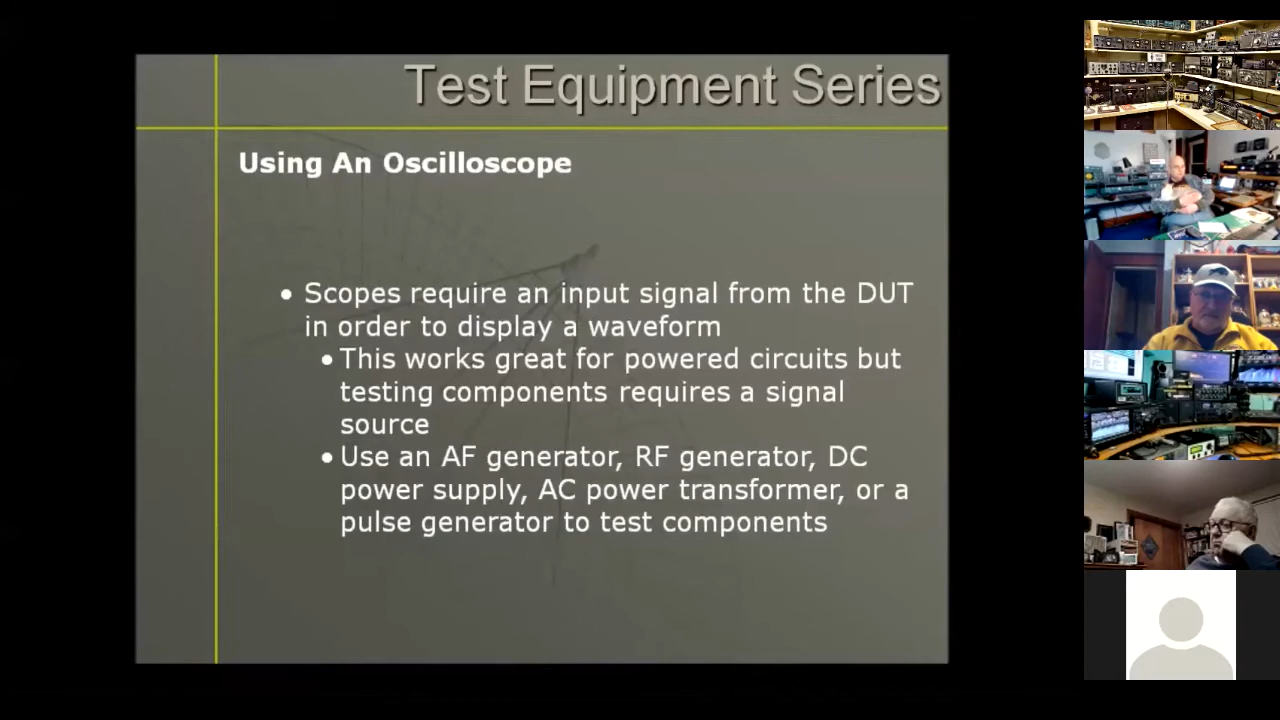 Test Equipment Series
Using An Oscilloscope
• Scopes require an input signal from the DUT
in order to display a waveform
• This works great for powered circuits but
testing components requires a signal
source
• Use an AF generator, RF generator, DC
power supply, AC power transformer, or a
pulse generator to test components